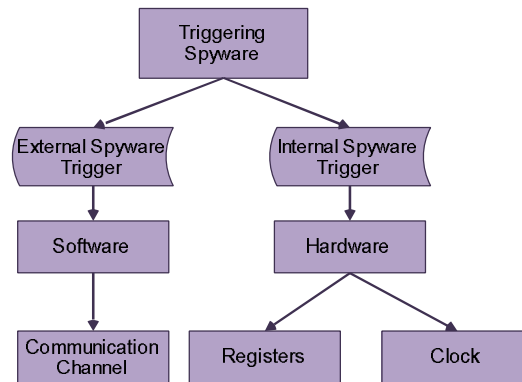 Triggering
Spyware
External Spyware
Trigger
Internal Spyware
Trigger
Software
Hardware
Communication
Channel
Registers
Clock